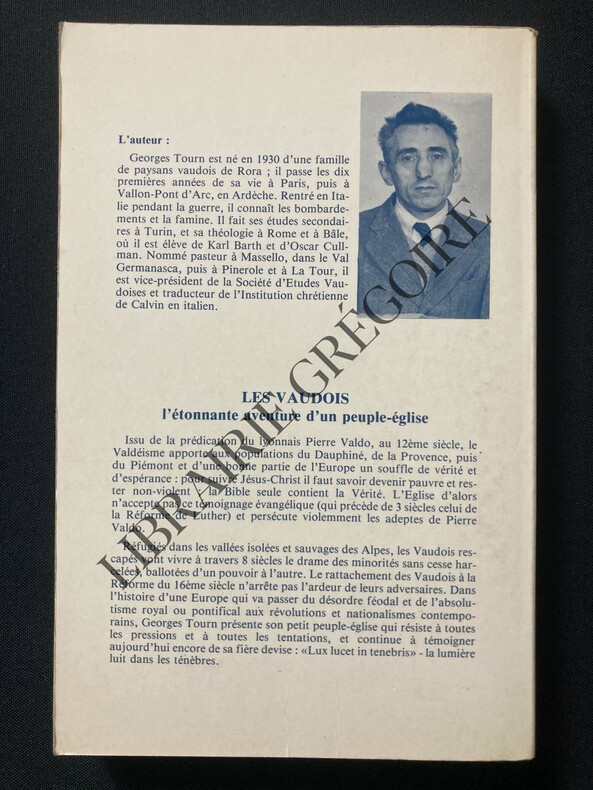 L'auteur :
Georges Tourn est né en 1930 d'une famille
de paysans vaudois de Rora ; il passe les dix
premières années de sa vie à Paris, puis à
Vallon-Pont d'Arc, en Ardèche. Rentré en Ita-
lie pendant la guerre, il connaît les bombarde-
ments et la famine. Il fait ses études secondai-
res à Turin, et sa théologie à Rome et à Bâle,
où il est élève de Karl Barth et d'Oscar Cull-
man. Nommé pasteur à Massello, dans le Val
Germanasca, puis à Pinerole et à La Tour, il
est vice-président de la Société d'Etudes Vau-
doises et traducteur de l'Institution chrétienne
de Calvin en italien.
LES VAUDOIS
l'étonnante aventure d'un peuple-église
Issu de la prédication du lyonnais Pierre Valdo, au 12ème siècle, le
Valdéisme apporte aux populations du Dauphiné, de la Provence, puis
du Piémont et d'une bonne partie de l'Europe un souffle de vérité et
d'espérance : pour suivre Jésus-Christ il faut savoir devenir pauvre et res-
ter non-violent - la Bible seule contient la Vérité. L'Eglise d'alors
n'accepte pas ce témoignage évangélique (qui précède de 3 siècles celui de
la Réforme de Luther) et persécute violemment les adeptes de Pierre
Valdo.
Réfugiés dans les vallées isolées et sauvages des Alpes, les Vaudois res-
capés vont vivre à travers 8 siècles le drame des minorités sans cesse har-
celées, ballotées d'un pouvoir à l'autre. Le rattachement des Vaudois à la
Réforme du 16ème siècle n'arrête pas l'ardeur de leurs adversaires. Dans
l'histoire d'une Europe qui va passer du désordre féodal et de l'absolu-
tisme royal ou pontifical aux révolutions et nationalismes contempo-
rains, Georges Tourn présente son petit peuple-église qui résiste à toutes
les pressions et à toutes les tentations, et continue à témoigner
aujourd'hui encore de sa fière devise : «Lux lucet in tenebris» - la lumière
luit dans les ténèbres.
LIBRAIRIE GRÉGOIRE